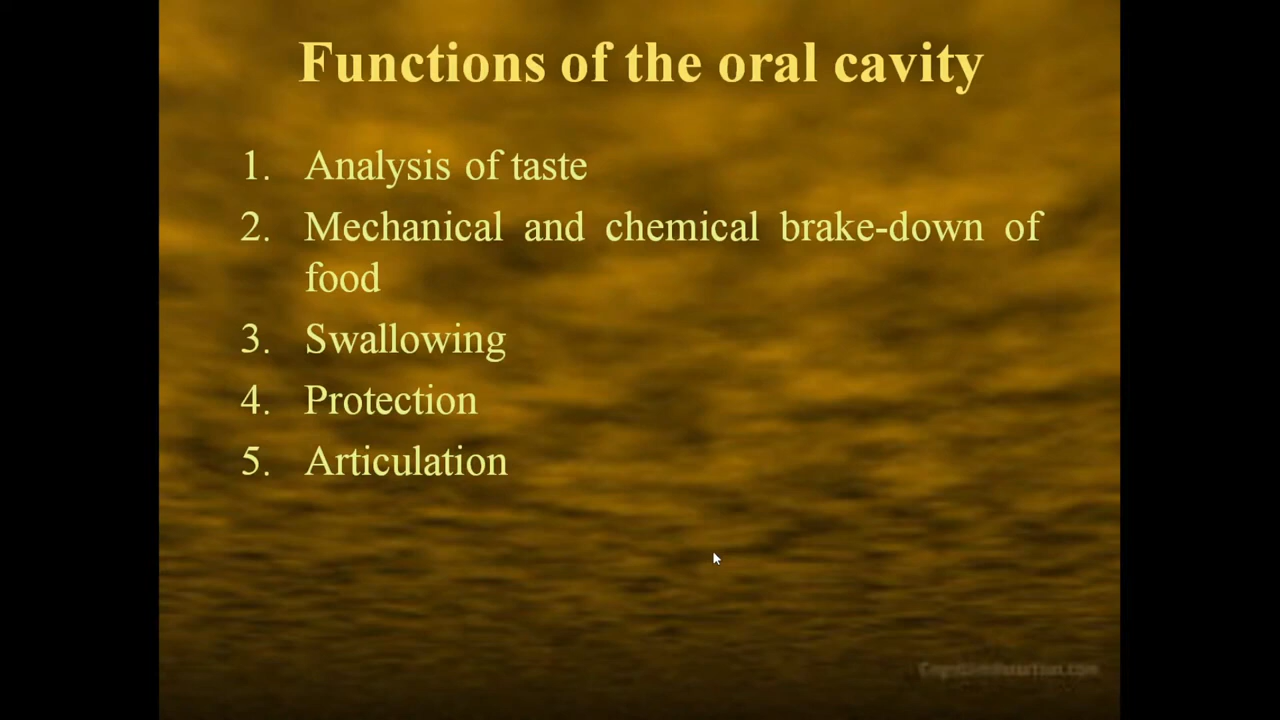 Functions of the oral cavity
1. Analysis of taste
2. Mechanical and chemical brake-down of
food
3. Swallowing
4. Protection
5. Articulation